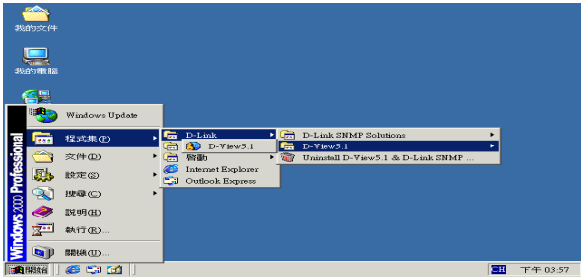 我的文件
我的電腦
Windows Update
程式集(P)
文件(D)
設定(S)
搜尋(C)
說明(H)
執行(R)...
關機(U)...
Windows 2000 Professional
D-Link
D-View5.1
啟動
Internet Explorer
Outlook Express
D-Link SNMP Solutions
D-View5.1
Uninstall D-View5.1 & D-Link SNMP ...
開始
CH
下午 03:57